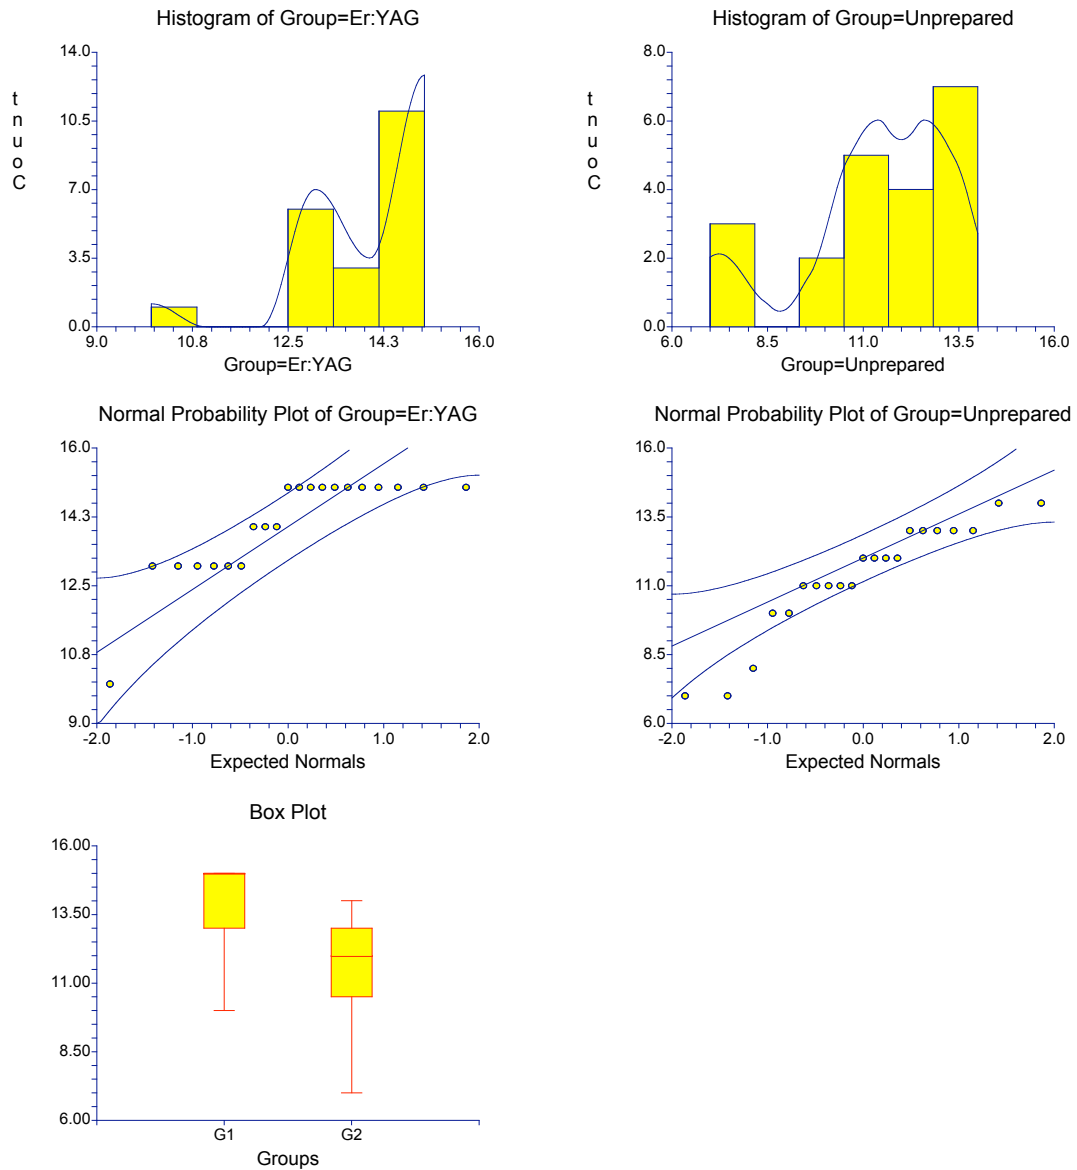 Histogram of Group=Er:YAG
14.0
10.5
7.0
3.5
0.0
t
n
u
o
C
9.0 10.8 12.5 14.3 16.0
Group=Er:YAG
Histogram of Group=Unprepared
8.0
6.0
4.0
2.0
0.0
t
n
u
o
C
6.0 8.5 11.0 13.5 16.0
Group=Unprepared
Normal Probability Plot of Group=Er:YAG
16.0
14.3
12.5
10.8
9.0
-2.0 -1.0 0.0 1.0 2.0
Expected Normals
Normal Probability Plot of Group=Unprepared
16.0
13.5
11.0
8.5
6.0
-2.0 -1.0 0.0 1.0 2.0
Expected Normals
Box Plot
16.00
13.50
11.00
8.50
6.00
G1 G2
Groups